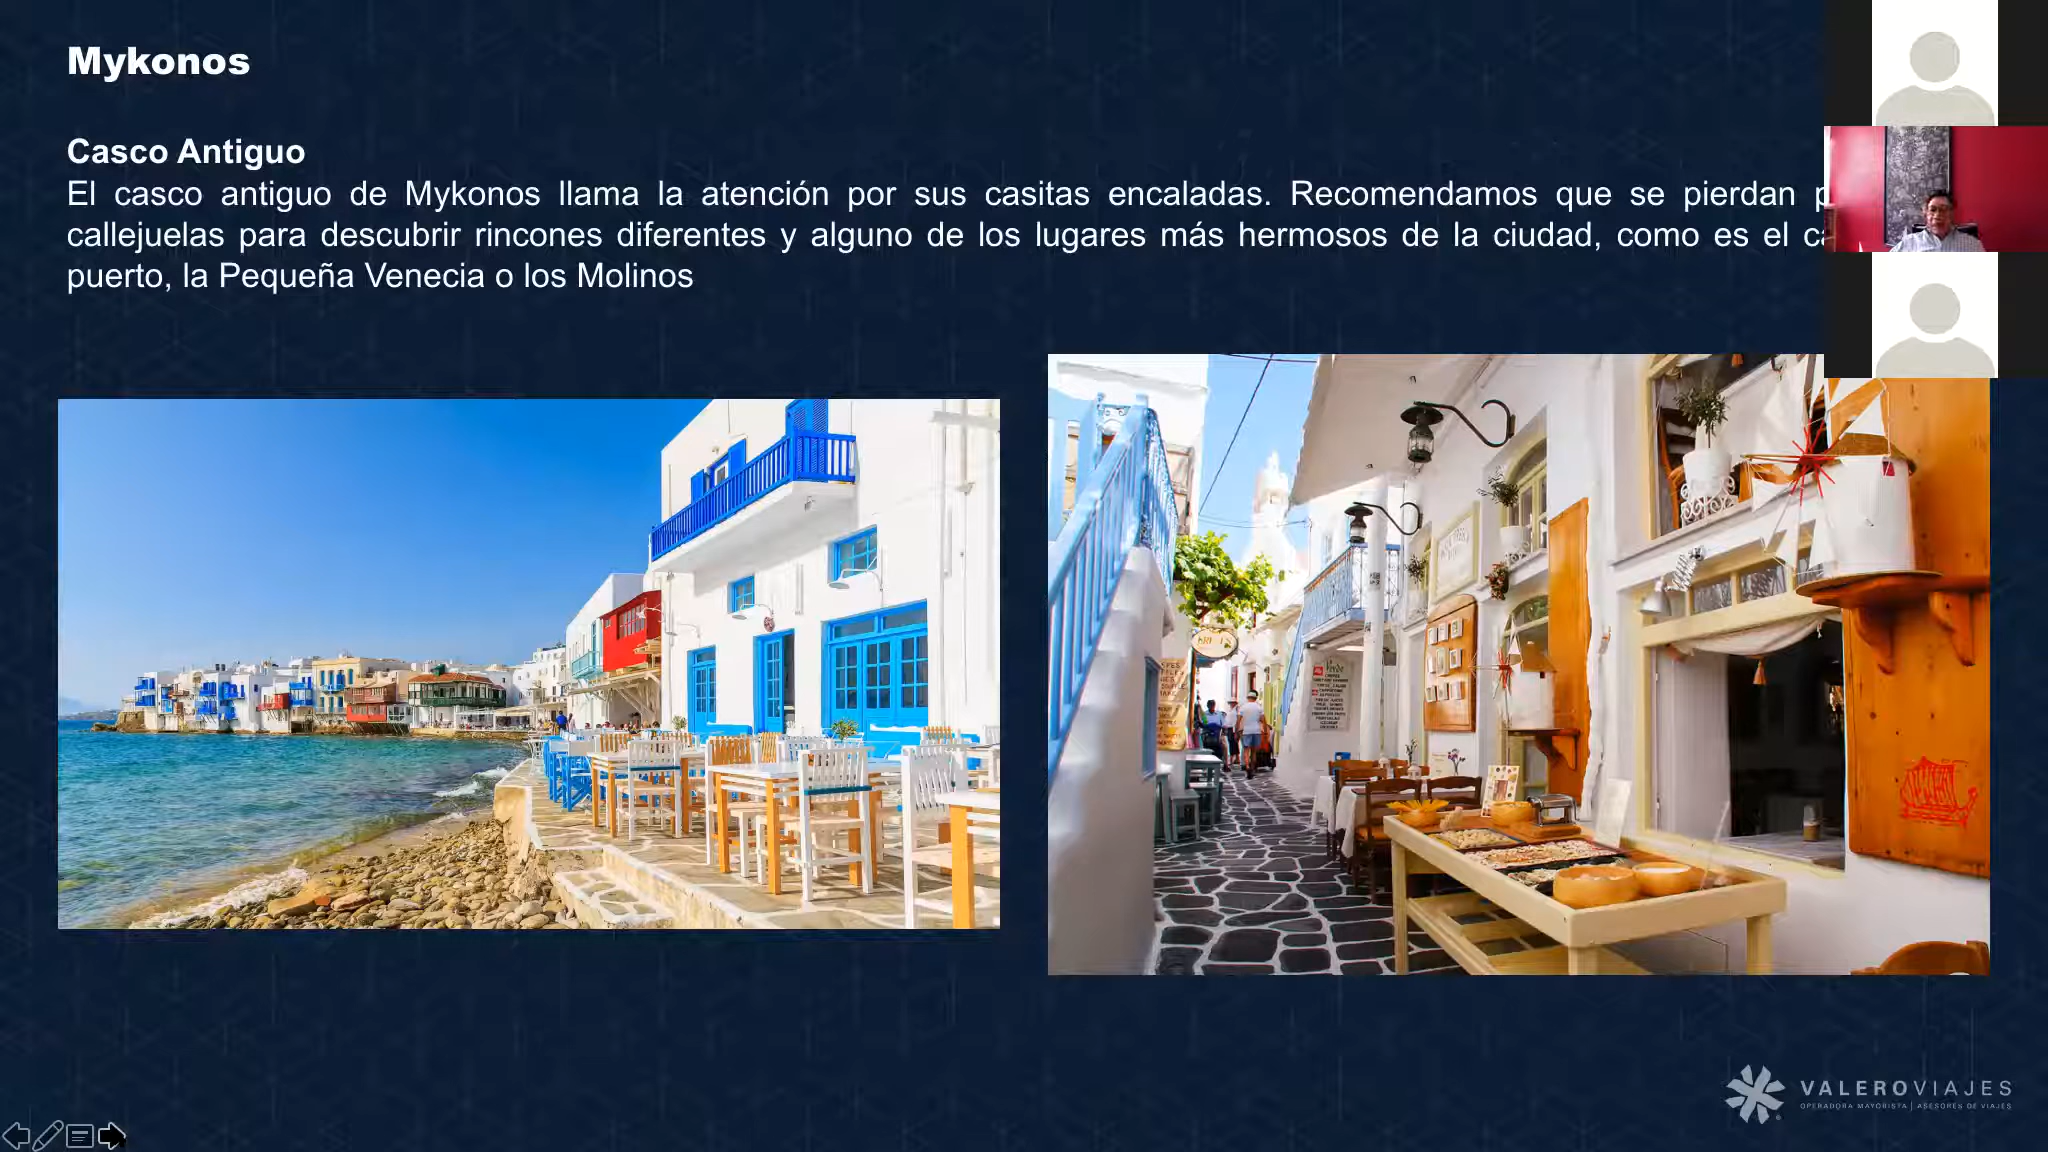 Mykonos
Casco Antiguo
El casco antiguo de Mykonos llama la atención por sus casitas encaladas. Recomendamos que se pierdan
callejuelas para descubrir rincones diferentes y alguno de los lugares más hermosos de la ciudad, como es el
puerto, la Pequeña Venecia o los Molinos
VALEROVIAJES
OPERADORA MAYORISTA | ASESORES DE VIAJES